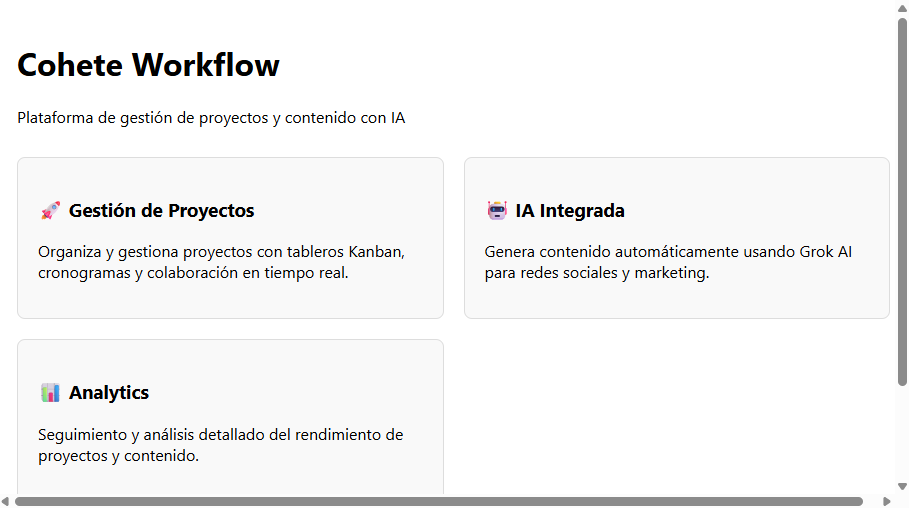 Cohete Workflow
Plataforma de gestión de proyectos y contenido con IA
🚀 Gestión de Proyectos
Organiza y gestiona proyectos con tableros Kanban,
cronogramas y colaboración en tiempo real.
🤖 IA Integrada
Genera contenido automáticamente usando Grok AI
para redes sociales y marketing.
📊 Analytics
Seguimiento y análisis detallado del rendimiento de
proyectos y contenido.